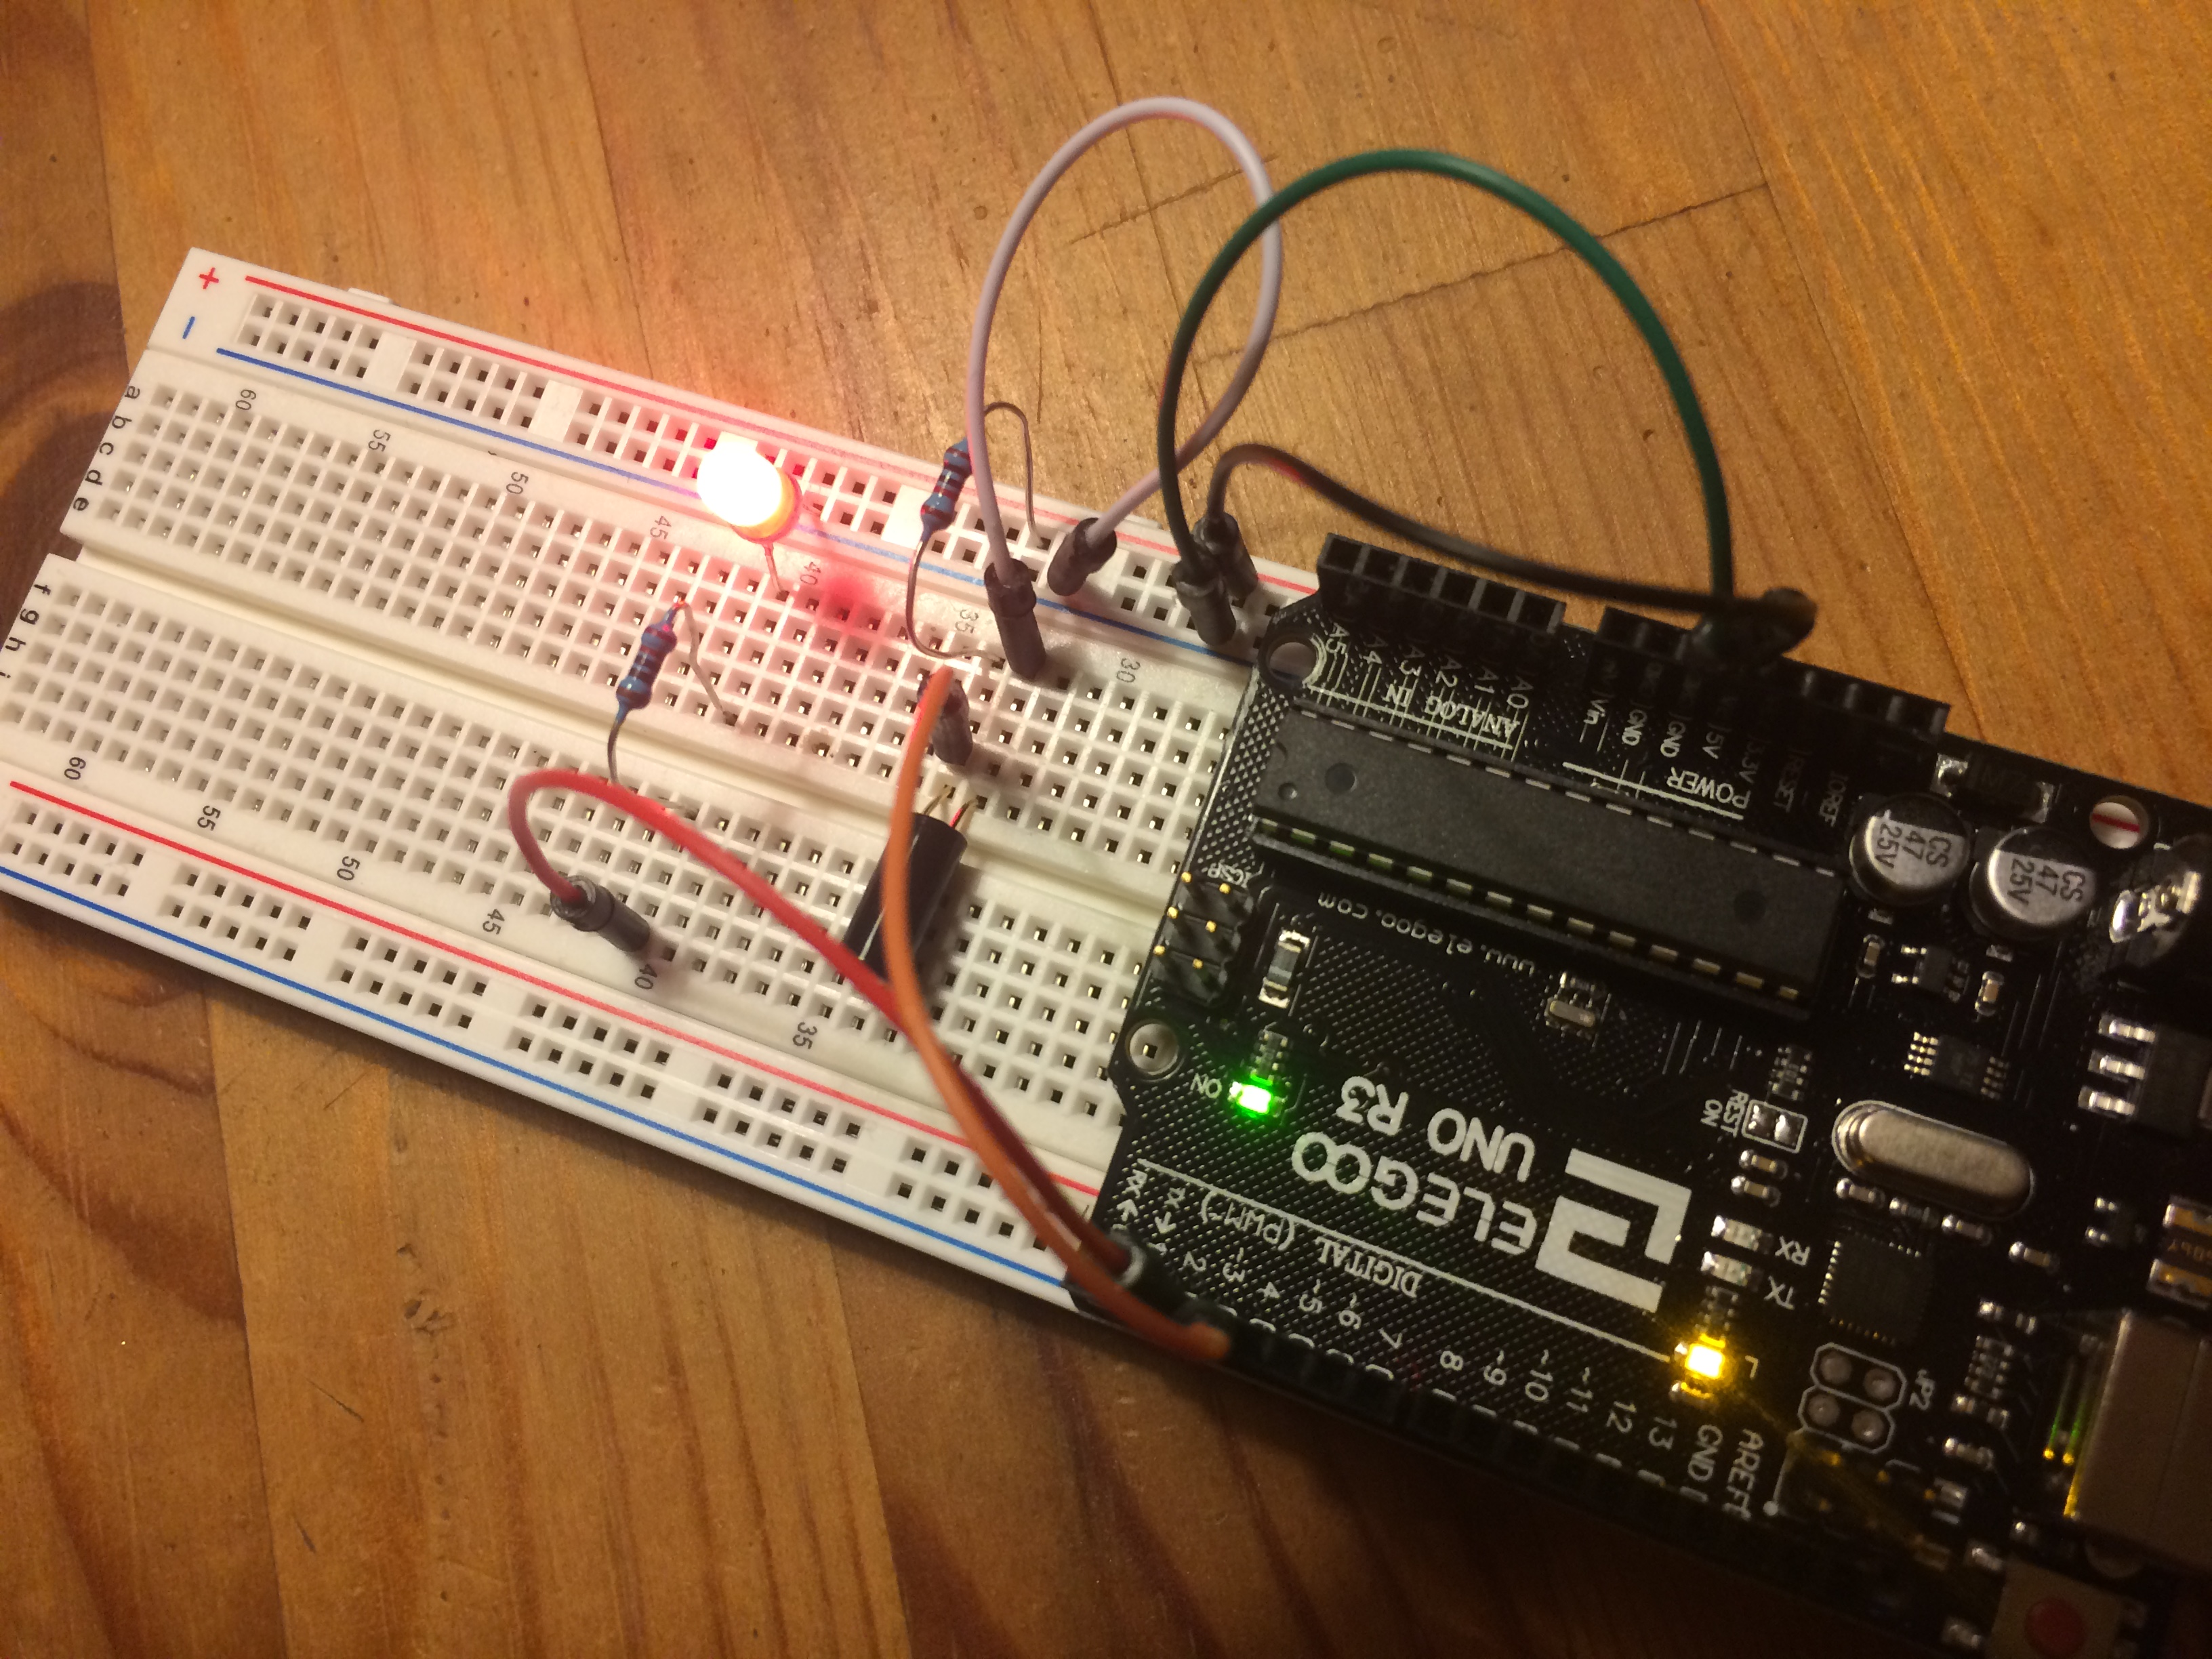 +
−
a b c d e
60 55 50 45 40 35 30
f g h i
60 55 50 45 40 35
A5 A4 A3 A2 A1 A0
ANALOG IN
Vin GND GND 5V 3.3V RESET IOREF
POWER
CS
47
25V
CS
47
25V
ICSP
www.elegoo.com
ON
UNO R3
ELEGOO
REST
ON
RX
TX
L
DIGITAL (PWM~)
2 ~3 4 ~5 ~6 7 8 ~9 ~10 ~11 12 13 GND AREF
JP2